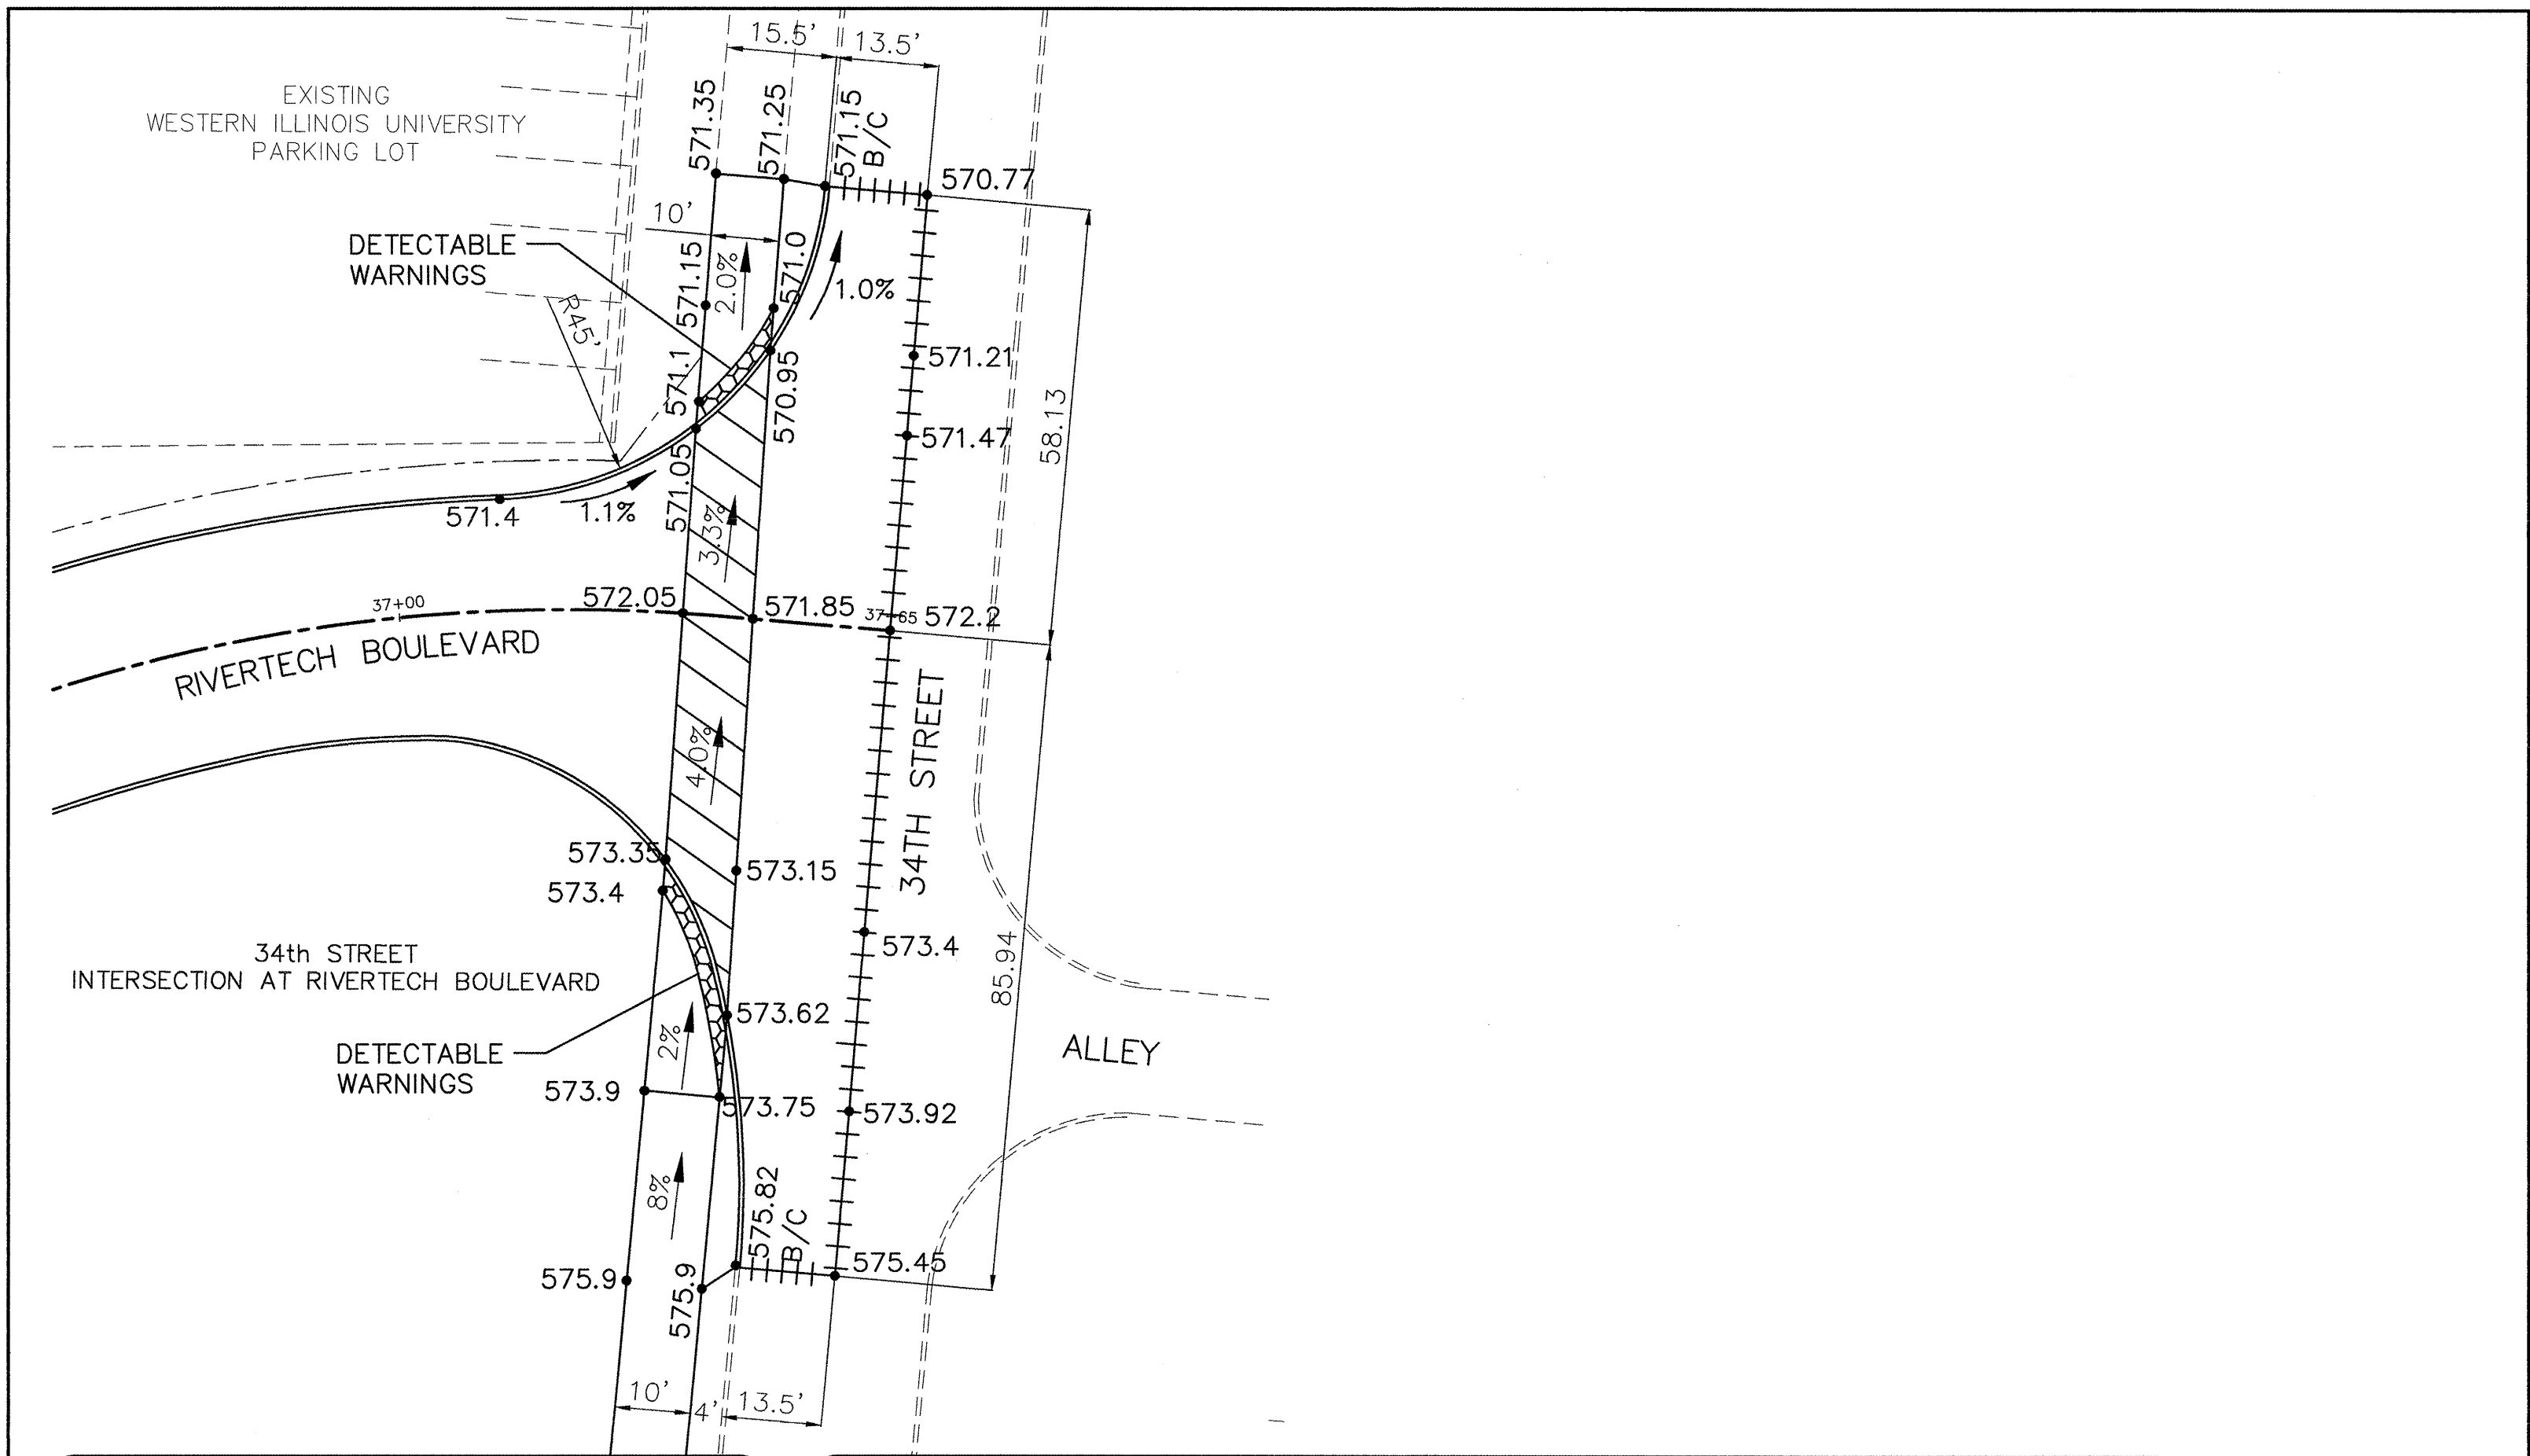 15.5'
13.5'
EXISTING
WESTERN ILLINOIS UNIVERSITY
PARKING LOT
571.35
571.25
571.15
B/C
570.77
10'
DETECTABLE
WARNINGS
571.15
2.0%
571.0
1.0%
R45'
571.1
570.95
571.21
571.47
58.13
571.05
571.4
1.1%
3.3%
37+00
572.05
571.85
37+65
572.2
RIVERTECH BOULEVARD
4.0%
34TH STREET
573.35
573.15
573.4
573.4
34th STREET
INTERSECTION AT RIVERTECH BOULEVARD
85.94
573.62
2%
DETECTABLE
WARNINGS
ALLEY
573.9
573.75
573.92
8%
575.82
B/C
575.9
575.9
575.45
10'
4'
13.5'